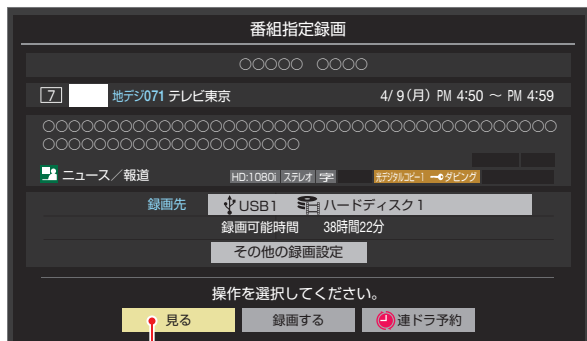 番組指定録画
○○○○○ ○○○○
7 地デジ071 テレビ東京 4/ 9(月) PM 4:50 ～ PM 4:59
○○○○○○○○○○○○○○○○○○○○○○○○○○○○○○○○○○○○○○○○
○○○○○○○○○○○○○○○○○○○○
ニュース／報道 HD:1080i ステレオ 字 光デジタルコピー1 ダビング
録画先 USB1 ハードディスク1
録画可能時間 38時間22分
その他の録画設定
操作を選択してください。
見る 録画する 連ドラ予約